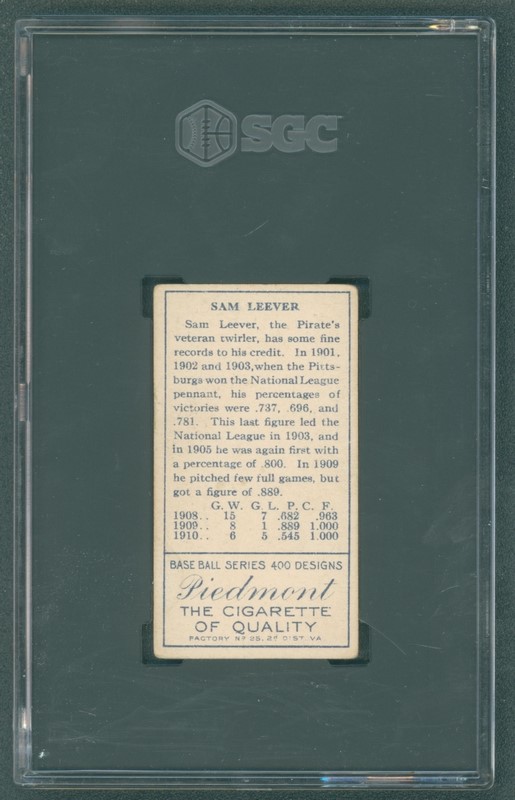 SGC
SAM LEEVER
Sam Leever, the Pirate's
veteran twirler, has some fine
records to his credit. In 1901,
1902 and 1903, when the Pitts-
burgs won the National League
pennant, his percentages of
victories were .737, .696, and
.781. This last figure led the
National League in 1903, and
in 1905 he was again first with
a percentage of .800. In 1909
he pitched few full games, but
got a figure of .889.
G. W. G. L. P. C. F.
1908.. 15 7 .682 .963
1909.. 8 1 .889 1.000
1910.. 6 5 .545 1.000
BASE BALL SERIES 400 DESIGNS
Piedmont
THE CIGARETTE
OF QUALITY
FACTORY Nº 25, 2D DIST. VA.